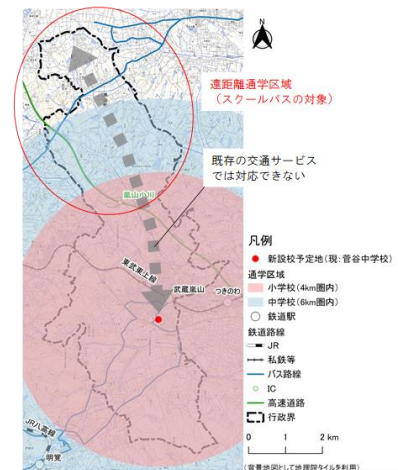 N
遠距離通学区域
（スクールバスの対象）
既存の交通サービス
では対応できない
嵐山小川
東武東上線
武蔵嵐山
つきのわ
JR八高線
明覚
凡例
新設校予定地(現:菅谷中学校)
通学区域
小学校(4km圏内)
中学校(6km圏内)
鉄道駅
鉄道路線
JR
私鉄等
バス路線
IC
高速道路
行政界
0 1 2 km
(背景地図として地理院タイルを利用)